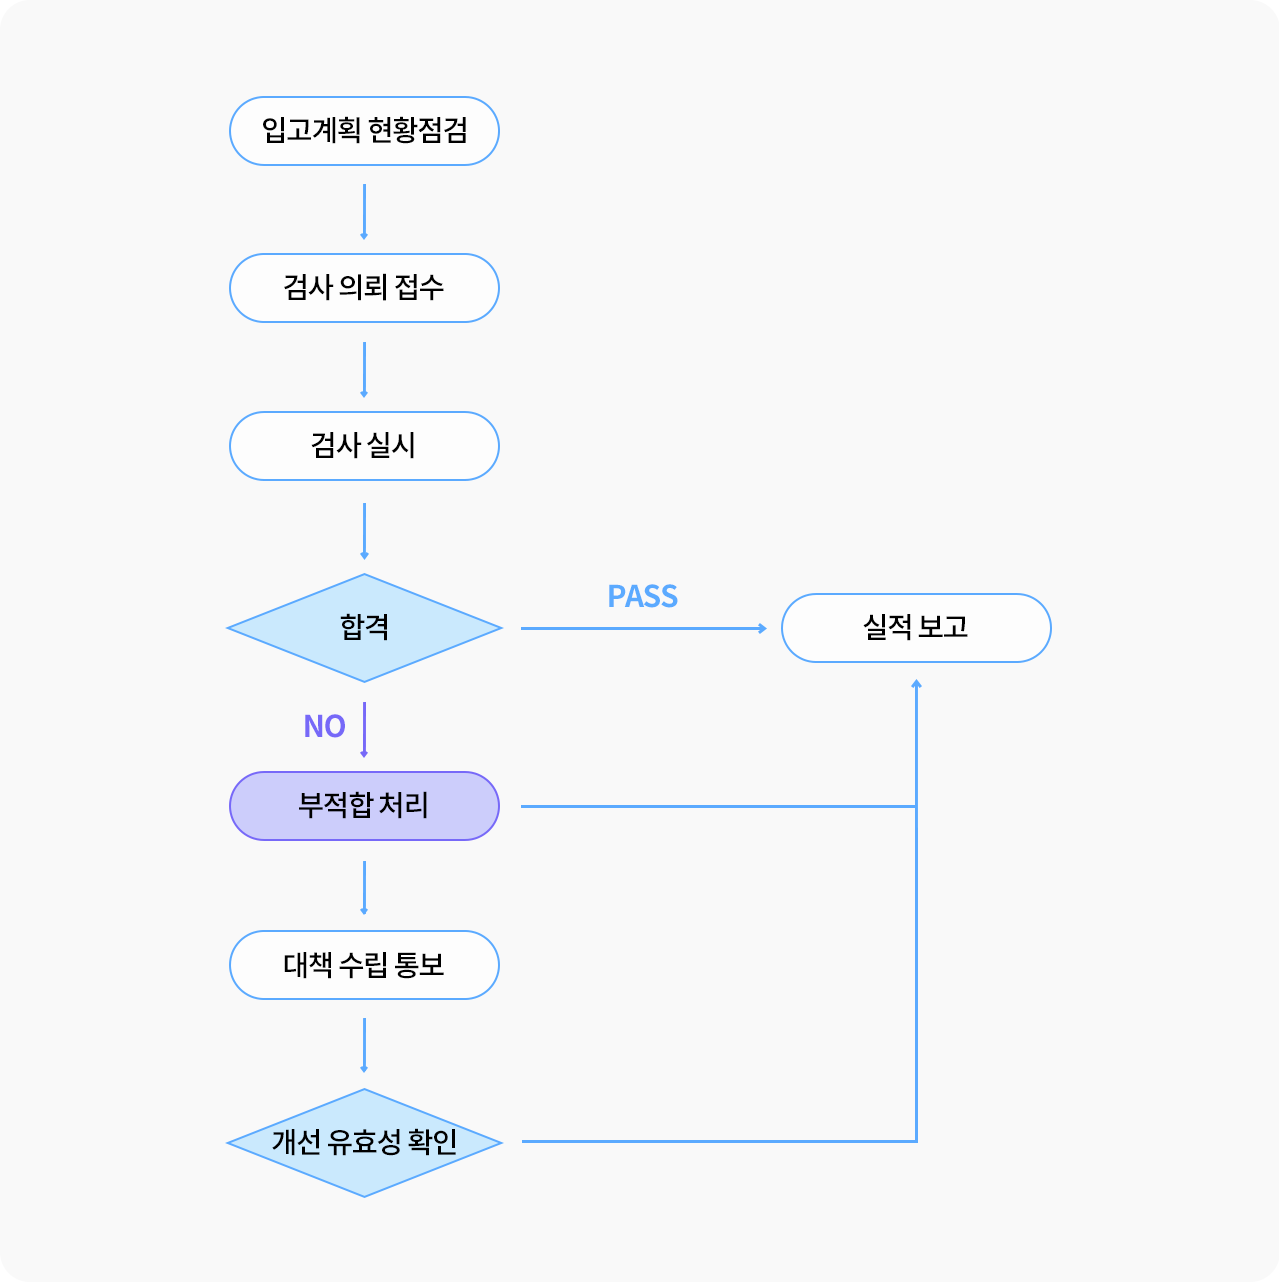 입고계획 현황점검
검사 의뢰 접수
검사 실시
합격
PASS
실적 보고
NO
부적합 처리
대책 수립 통보
개선 유효성 확인